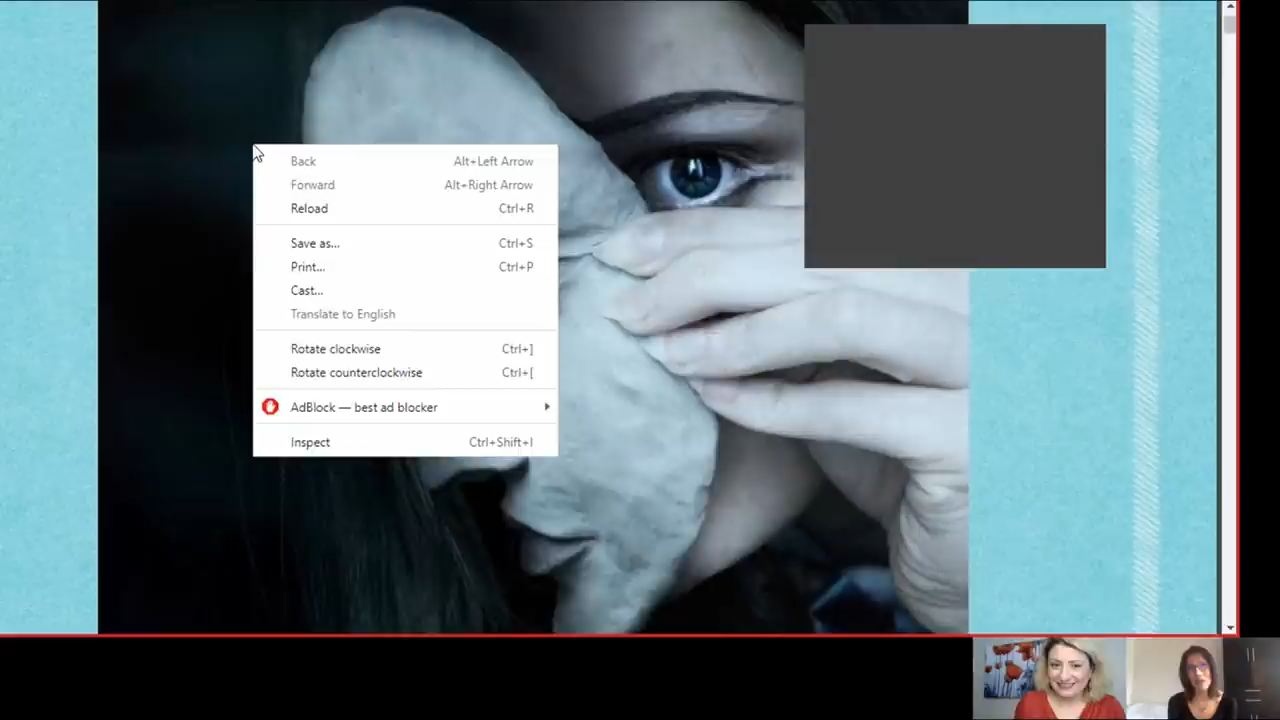 Back Alt+Left Arrow
Forward Alt+Right Arrow
Reload Ctrl+R
Save as... Ctrl+S
Print... Ctrl+P
Cast...
Translate to English
Rotate clockwise Ctrl+]
Rotate counterclockwise Ctrl+[
AdBlock — best ad blocker
Inspect Ctrl+Shift+I